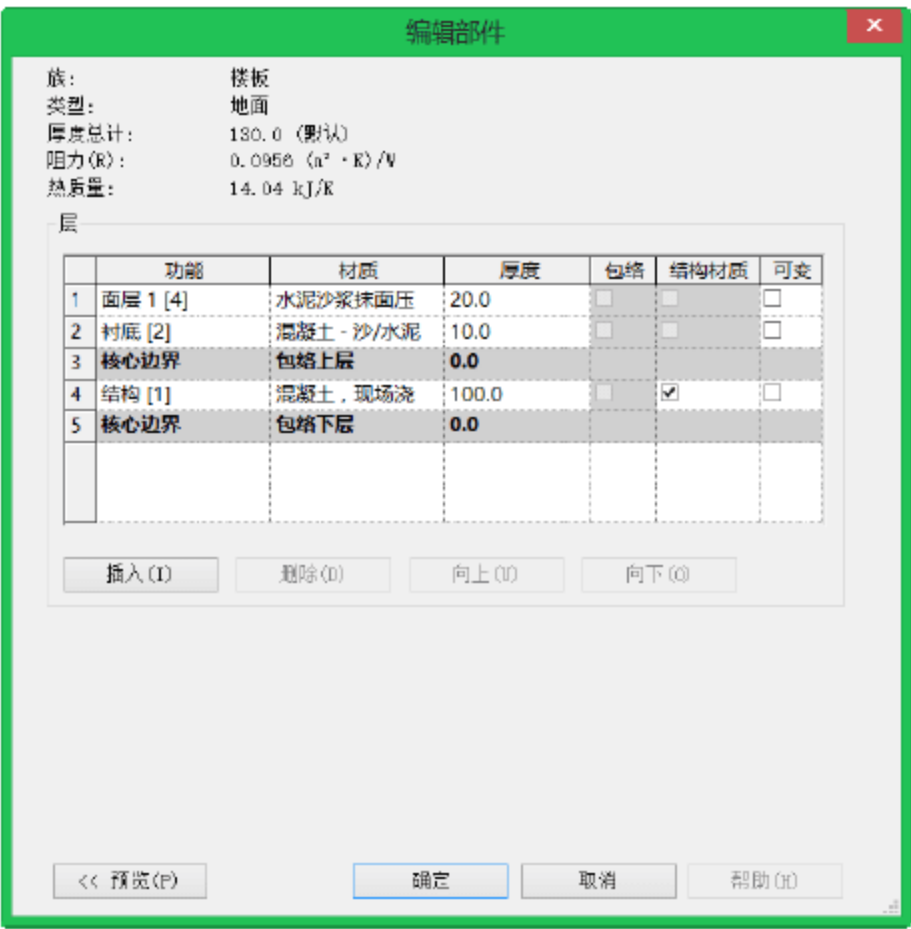 编辑部件
族: 楼板
类型: 地面
厚度总计: 130.0 (默认)
阻力(R): 0.0956 (m²·K)/W
热质量: 14.04 kJ/K
层
功能 材质 厚度 包络 结构材质 可变
1 面层 1 [4] 水泥沙浆抹面压 20.0
2 衬底 [2] 混凝土 - 沙/水泥 10.0
3 核心边界 包络上层 0.0
4 结构 [1] 混凝土，现场浇 100.0
5 核心边界 包络下层 0.0
插入(I) 删除(D) 向上(U) 向下(O)
<< 预览(P) 确定 取消 帮助(H)